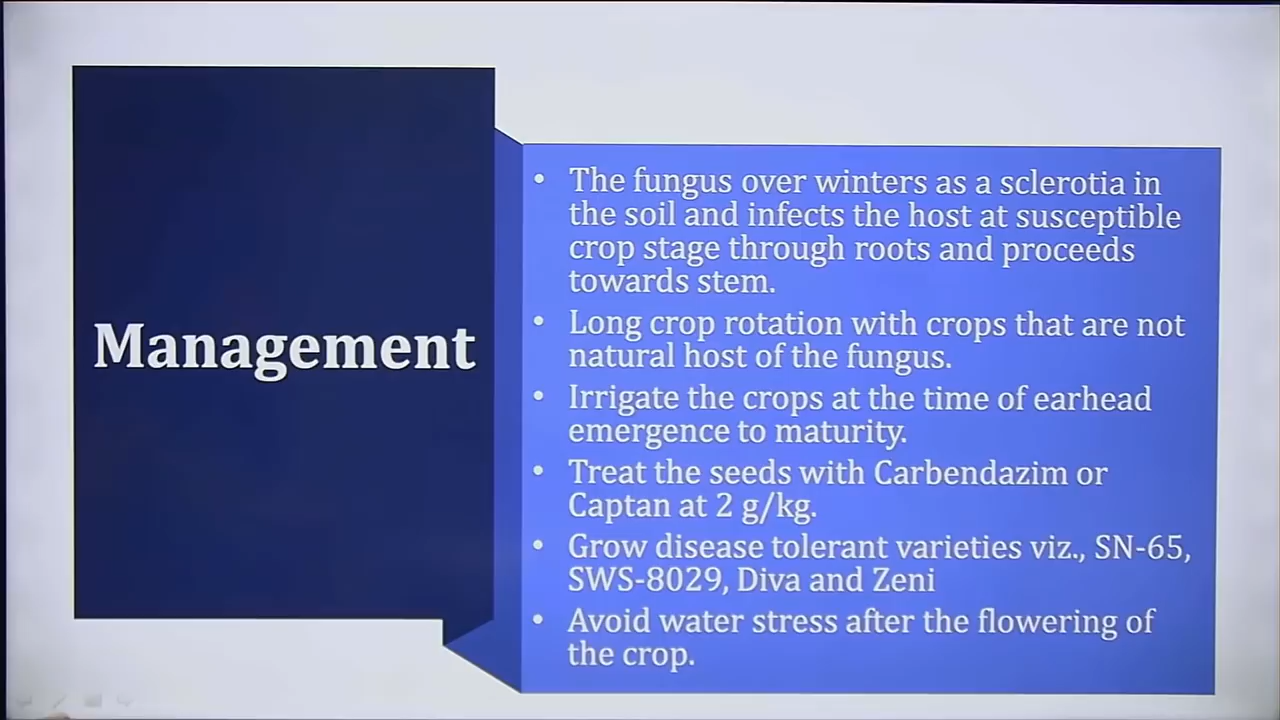 Management
• The fungus over winters as a sclerotia in
the soil and infects the host at susceptible
crop stage through roots and proceeds
towards stem.
• Long crop rotation with crops that are not
natural host of the fungus.
• Irrigate the crops at the time of earhead
emergence to maturity.
• Treat the seeds with Carbendazim or
Captan at 2 g/kg.
• Grow disease tolerant varieties viz., SN-65,
SWS-8029, Diva and Zeni
• Avoid water stress after the flowering of
the crop.